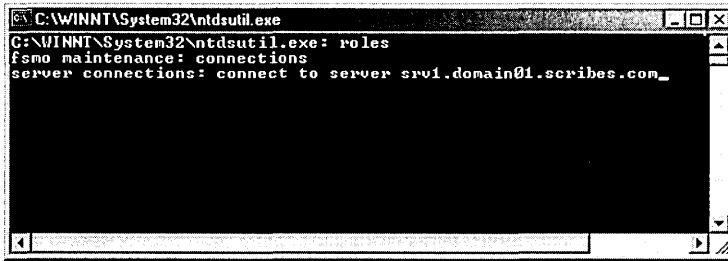 C:\WINNT\System32\ntdsutil.exe
C:\WINNT\System32\ntdsutil.exe: roles
fsmo maintenance: connections
server connections: connect to server srv1.domain01.scribes.com_